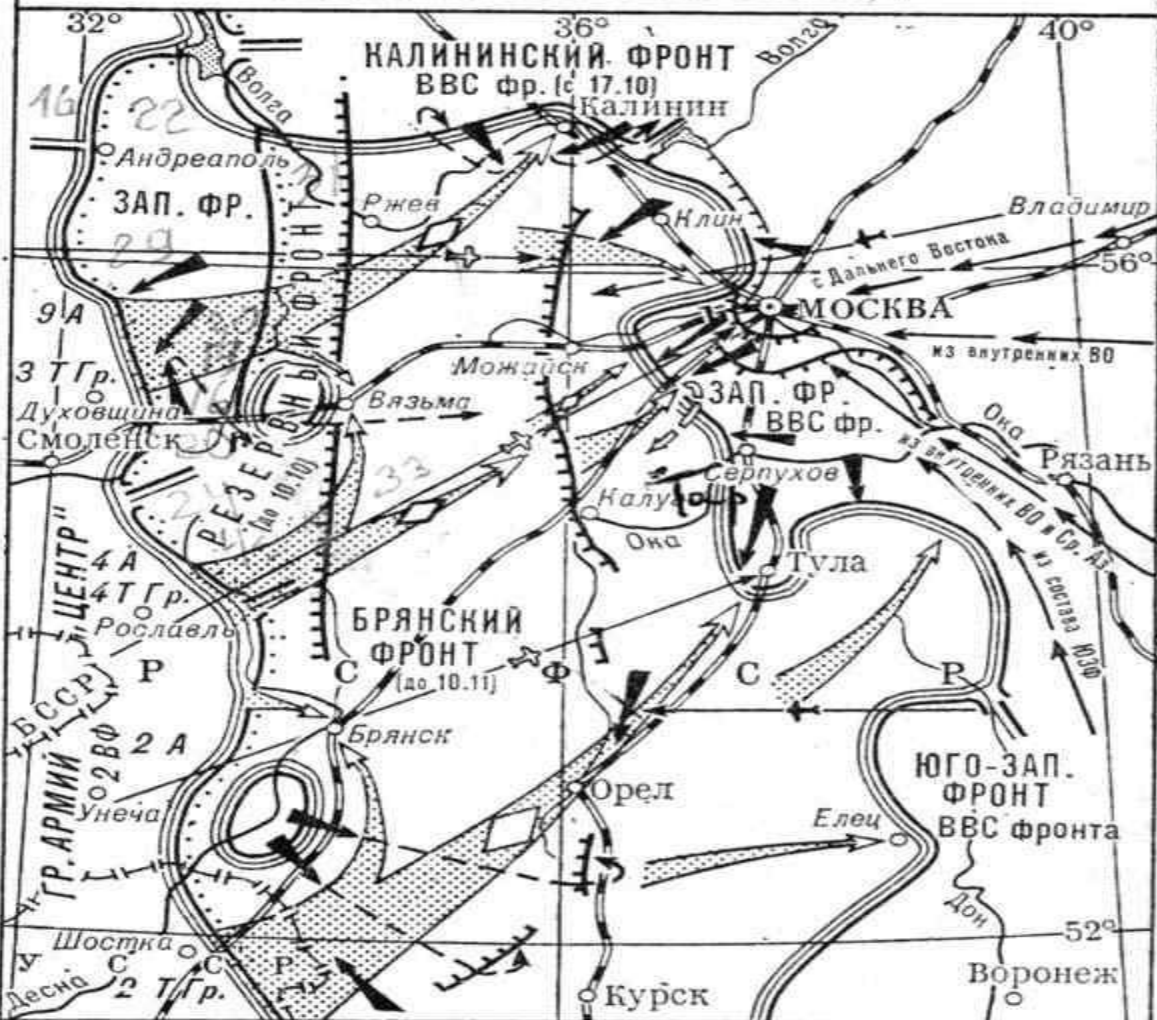 32°
36°
40°
КАЛИНИНСКИЙ ФРОНТ
ВВС фр. (с 17.10)
Волга
Волга
Калинин
16
22
Андреаполь
ЗАП. ФР.
Ржев
Клин
Владимир
29
с Дальнего Востока
56°
9 А
МОСКВА
из внутренних ВО
3 Т Гр.
Можайск
Духовщина
Вязьма
ЗАП. ФР.
ВВС фр.
Смоленск
РЕЗЕРВНЫЙ ФРОНТ
(до 10.10)
Ока
Рязань
Серпухов
33
из внутренних ВО и Ср. Аз
Калуга
Ока
ГР. АРМИЙ "ЦЕНТР"
4 А
4 Т Гр.
Тула
из состава ЮЗФ
Рославль
БРЯНСКИЙ
ФРОНТ
(до 10.11)
Р С Ф С Р
БССР
2 А
Брянск
2 ВФ
Унеча
Орел
ЮГО-ЗАП.
ФРОНТ
ВВС фронта
Елец
Дон
Шостка
52°
С С Р
Десна
2 Т Гр.
Курск
Воронеж